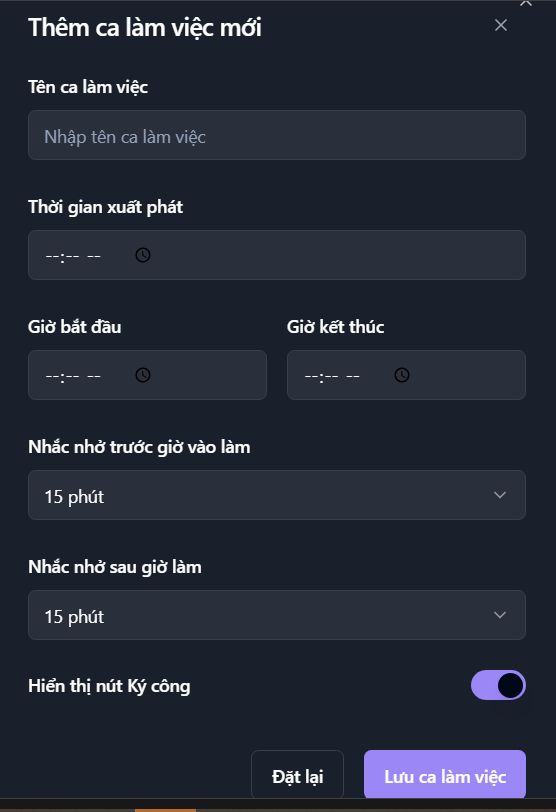 Thêm ca làm việc mới
Tên ca làm việc
Nhập tên ca làm việc
Thời gian xuất phát
--:-- --
Giờ bắt đầu Giờ kết thúc
--:-- -- --:-- --
Nhắc nhở trước giờ vào làm
15 phút
Nhắc nhở sau giờ làm
15 phút
Hiển thị nút Ký công
Đặt lại Lưu ca làm việc